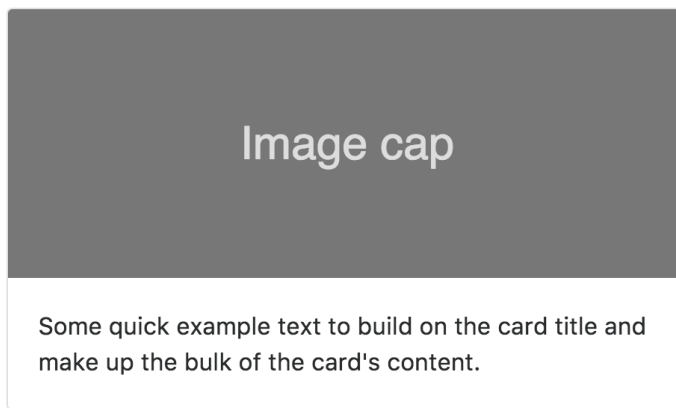 Image cap
Some quick example text to build on the card title and
make up the bulk of the card's content.